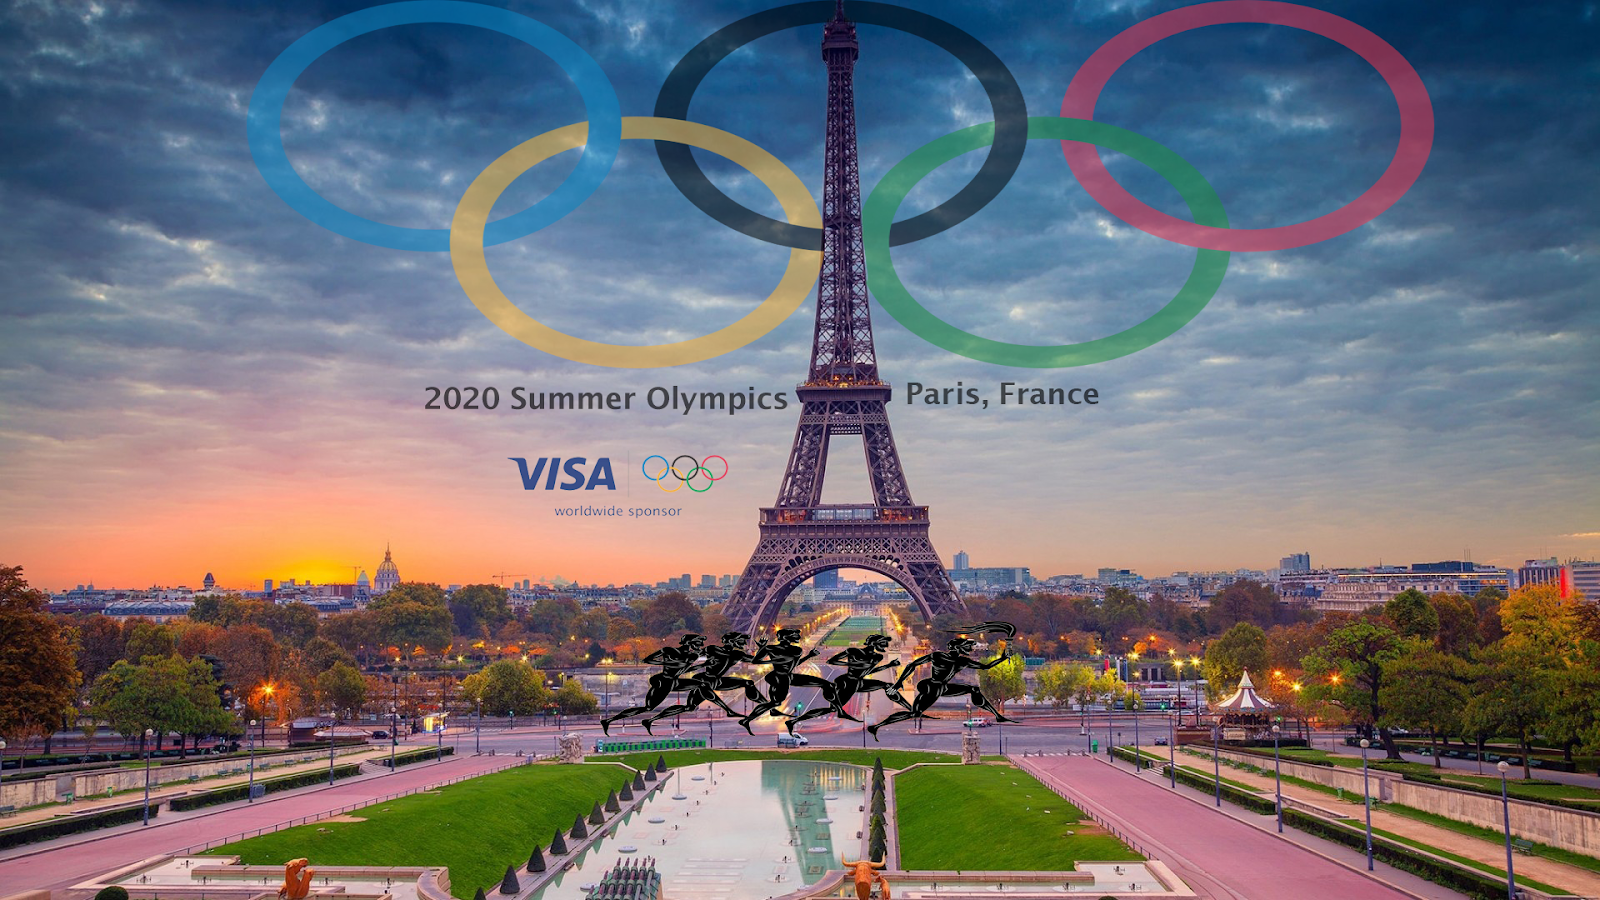 2020 Summer Olympics
Paris, France
VISA
worldwide sponsor